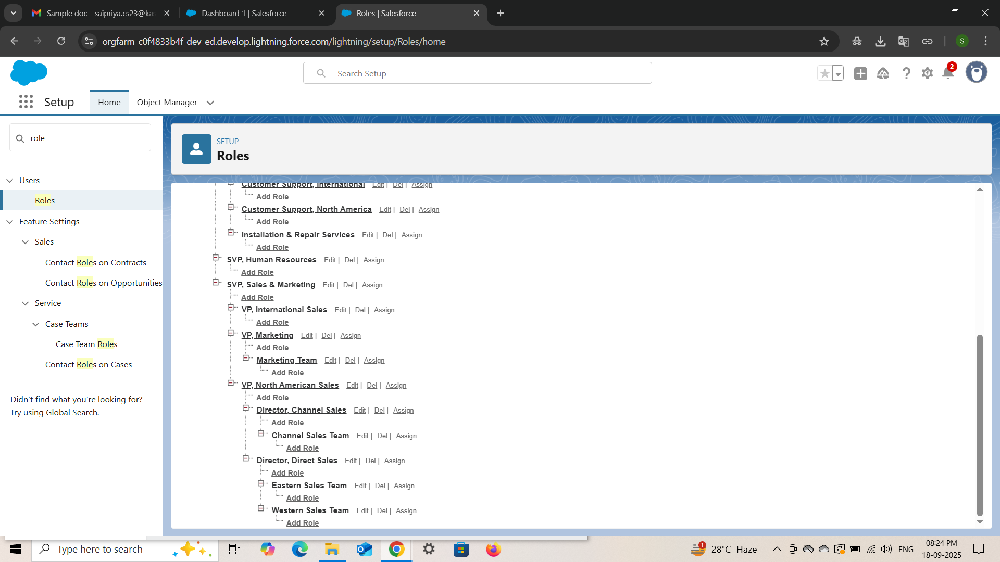 Sample doc - saipriya.cs23@kas
Dashboard 1 | Salesforce
Roles | Salesforce
orgfarm-c0f4833b4f-dev-ed.develop.lightning.force.com/lightning/setup/Roles/home
S
Search Setup
2
Setup
Home
Object Manager
role
Users
Roles
Feature Settings
Sales
Contact Roles on Contracts
Contact Roles on Opportunities
Service
Case Teams
Case Team Roles
Contact Roles on Cases
Didn't find what you're looking for?
Try using Global Search.
SETUP
Roles
Customer Support, International Edit | Del | Assign
Add Role
Customer Support, North America Edit | Del | Assign
Add Role
Installation & Repair Services Edit | Del | Assign
Add Role
SVP, Human Resources Edit | Del | Assign
Add Role
SVP, Sales & Marketing Edit | Del | Assign
Add Role
VP, International Sales Edit | Del | Assign
Add Role
VP, Marketing Edit | Del | Assign
Add Role
Marketing Team Edit | Del | Assign
Add Role
VP, North American Sales Edit | Del | Assign
Add Role
Director, Channel Sales Edit | Del | Assign
Add Role
Channel Sales Team Edit | Del | Assign
Add Role
Director, Direct Sales Edit | Del | Assign
Add Role
Eastern Sales Team Edit | Del | Assign
Add Role
Western Sales Team Edit | Del | Assign
Add Role
Type here to search
1
28°C Haze
ENG
08:24 PM
18-09-2025